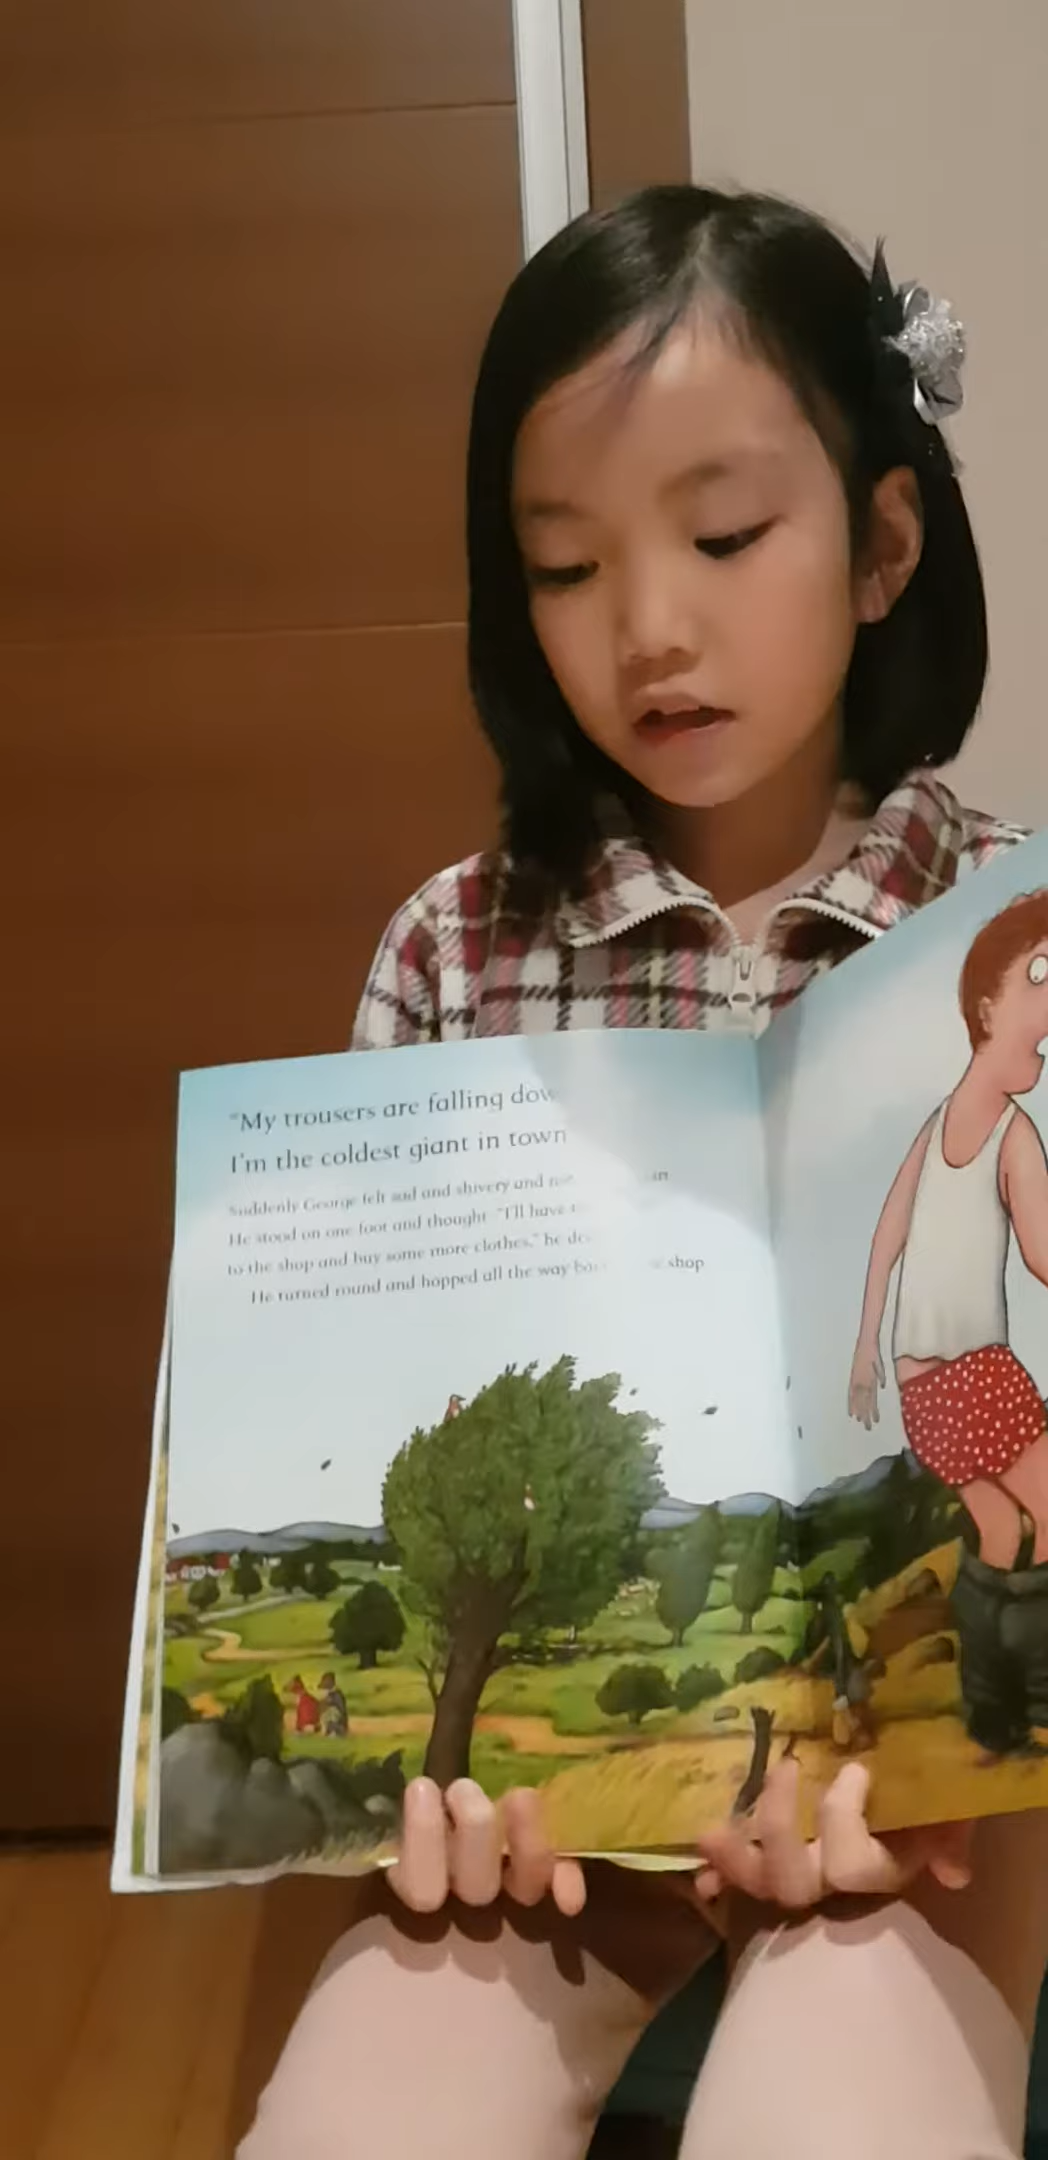 "My trousers are falling dow
I'm the coldest giant in town
Suddenly George felt sad and shivery and
He stood on one foot and thought. "I'll have
to the shop and buy some more clothes," he
He turned round and hopped all the way shop